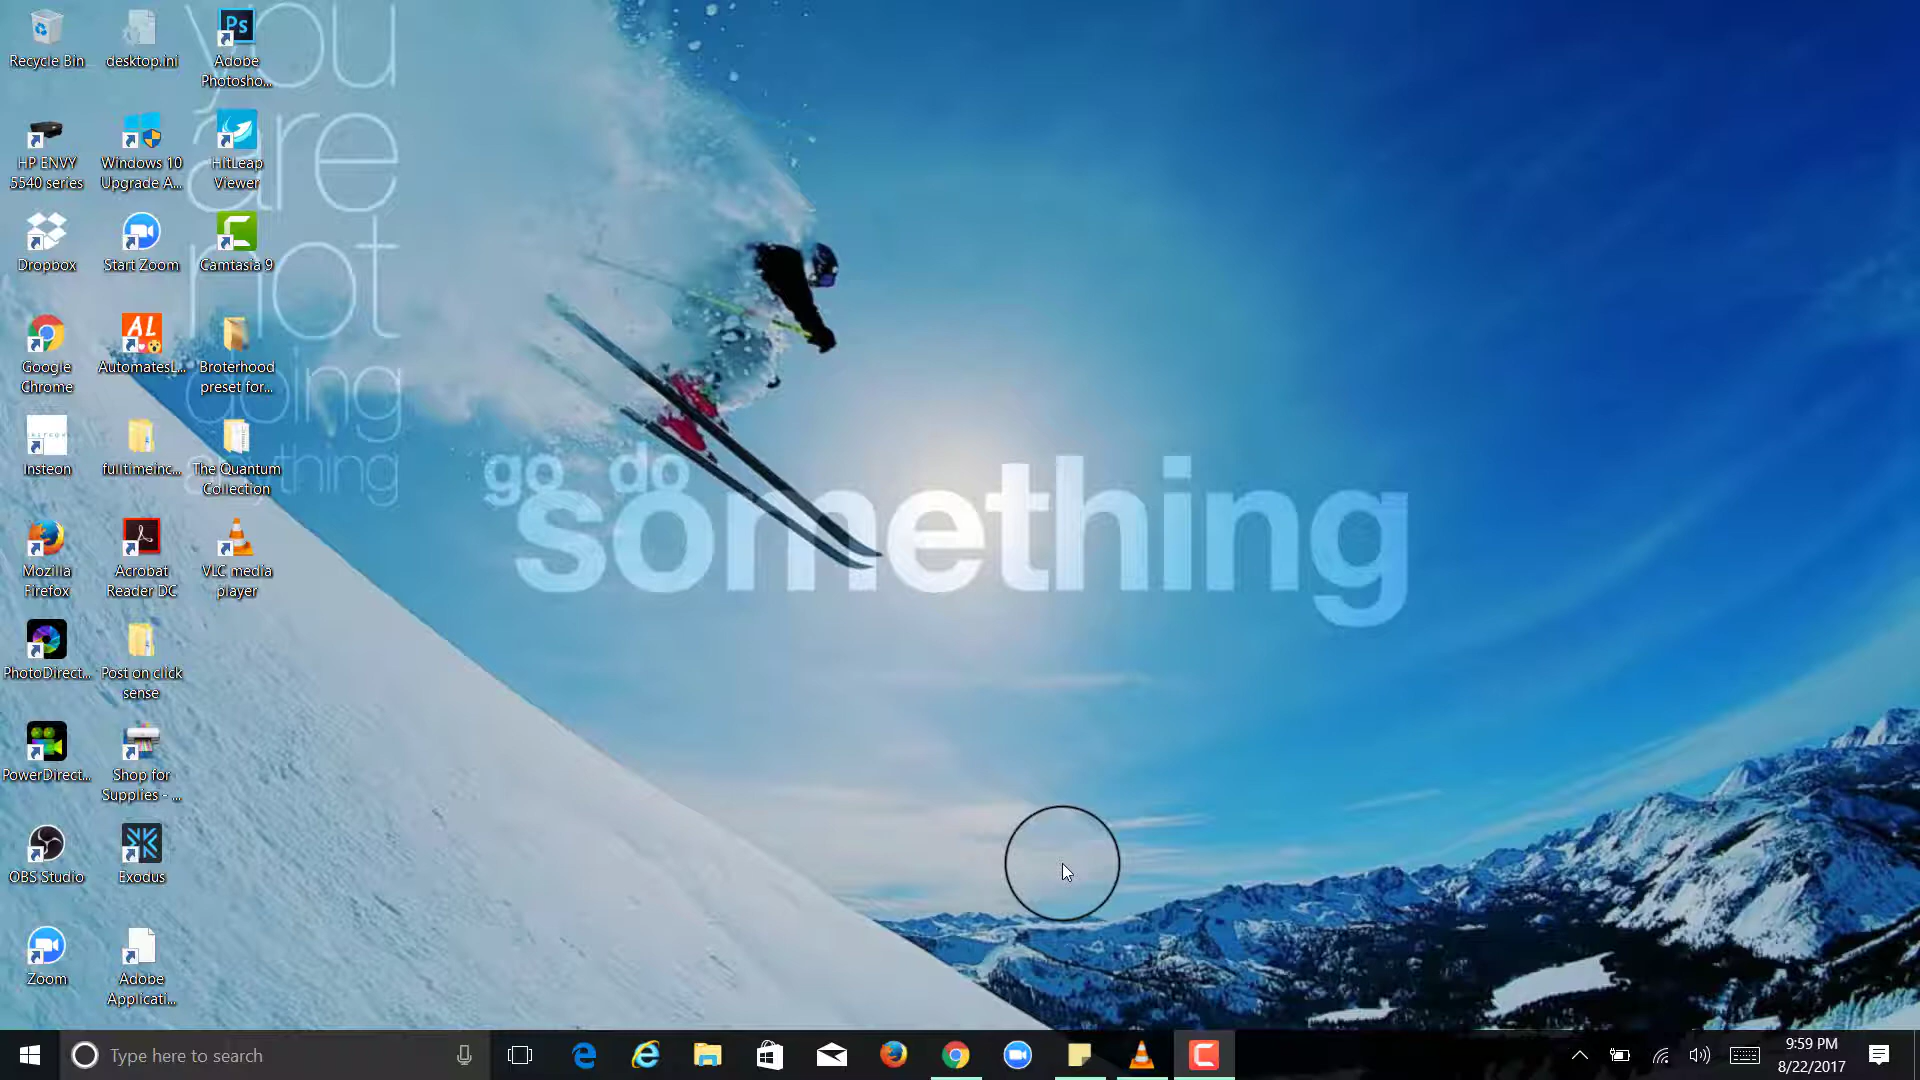 you
are
not
doing
anything
go do
something
Recycle Bin
desktop.ini
Ps
Adobe
Photosho...
HP ENVY
5540 series
Windows 10
Upgrade A...
HitLeap
Viewer
Dropbox
Start Zoom
Camtasia 9
Google
Chrome
AL
AutomatesL...
Broterhood
preset for...
Insteon
fulltimeinc...
The Quantum
Collection
Mozilla
Firefox
Acrobat
Reader DC
VLC media
player
PhotoDirect...
Post on click
sense
PowerDirect...
Shop for
Supplies - ...
OBS Studio
Exodus
Zoom
Adobe
Applicati...
Type here to search
9:59 PM
8/22/2017